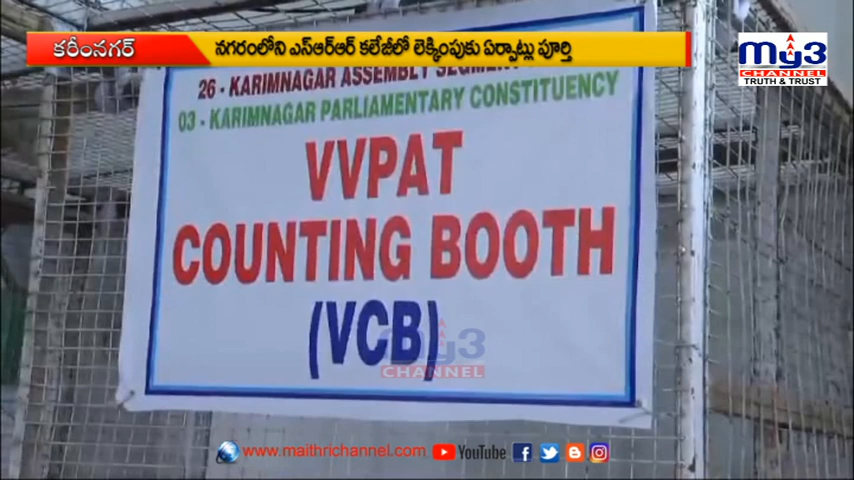 కరీంనగర్ నగరంలోని ఎస్ఆర్ఆర్ కలేజీలో లెక్కింపుకు ఏర్పాట్లు పూర్తి
My3
CHANNEL
TRUTH & TRUST
26 - KARIMNAGAR ASSEMBLY SEGMENT
03 - KARIMNAGAR PARLIAMENTARY CONSTITUENCY
VVPAT
COUNTING BOOTH
(VCB)
My3
CHANNEL
www.maithrichannel.com YouTube